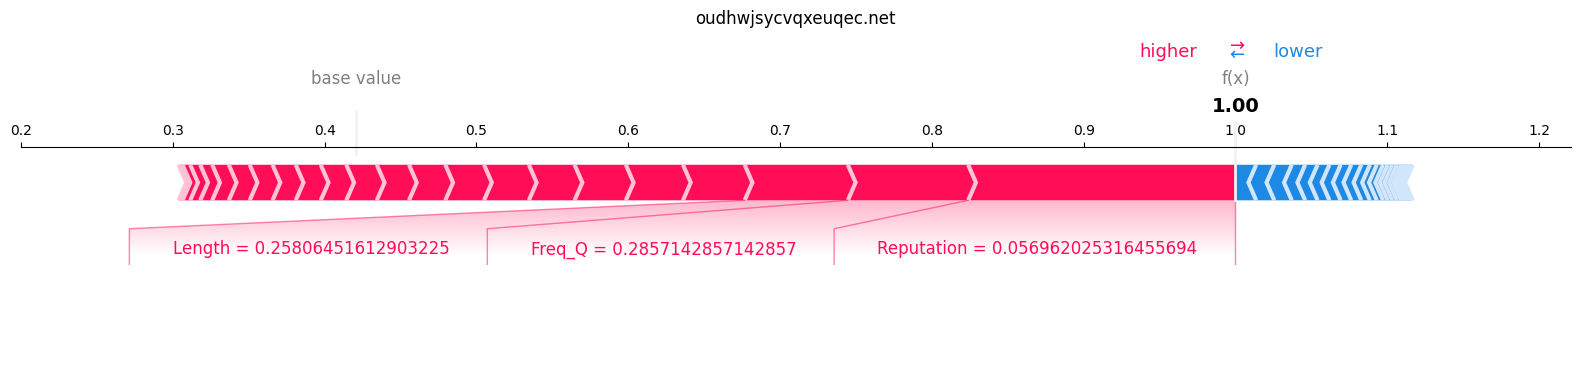 oudhwjsycvqxeuqec.net
higher ⇄ lower
base value f(x)
1.00
0.2 0.3 0.4 0.5 0.6 0.7 0.8 0.9 1.0 1.1 1.2
Length = 0.25806451612903225 Freq_Q = 0.2857142857142857 Reputation = 0.056962025316455694